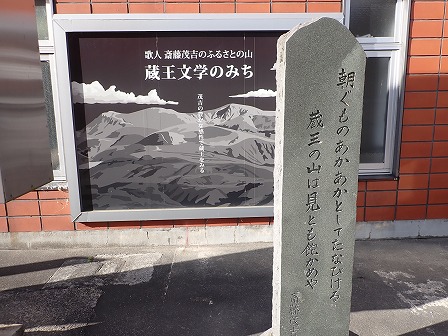 歌人 斎藤茂吉のふるさとの山
蔵王文学のみち
朝ぐものあかあかとしてたなびける
蔵王の山は見とも飽かめや